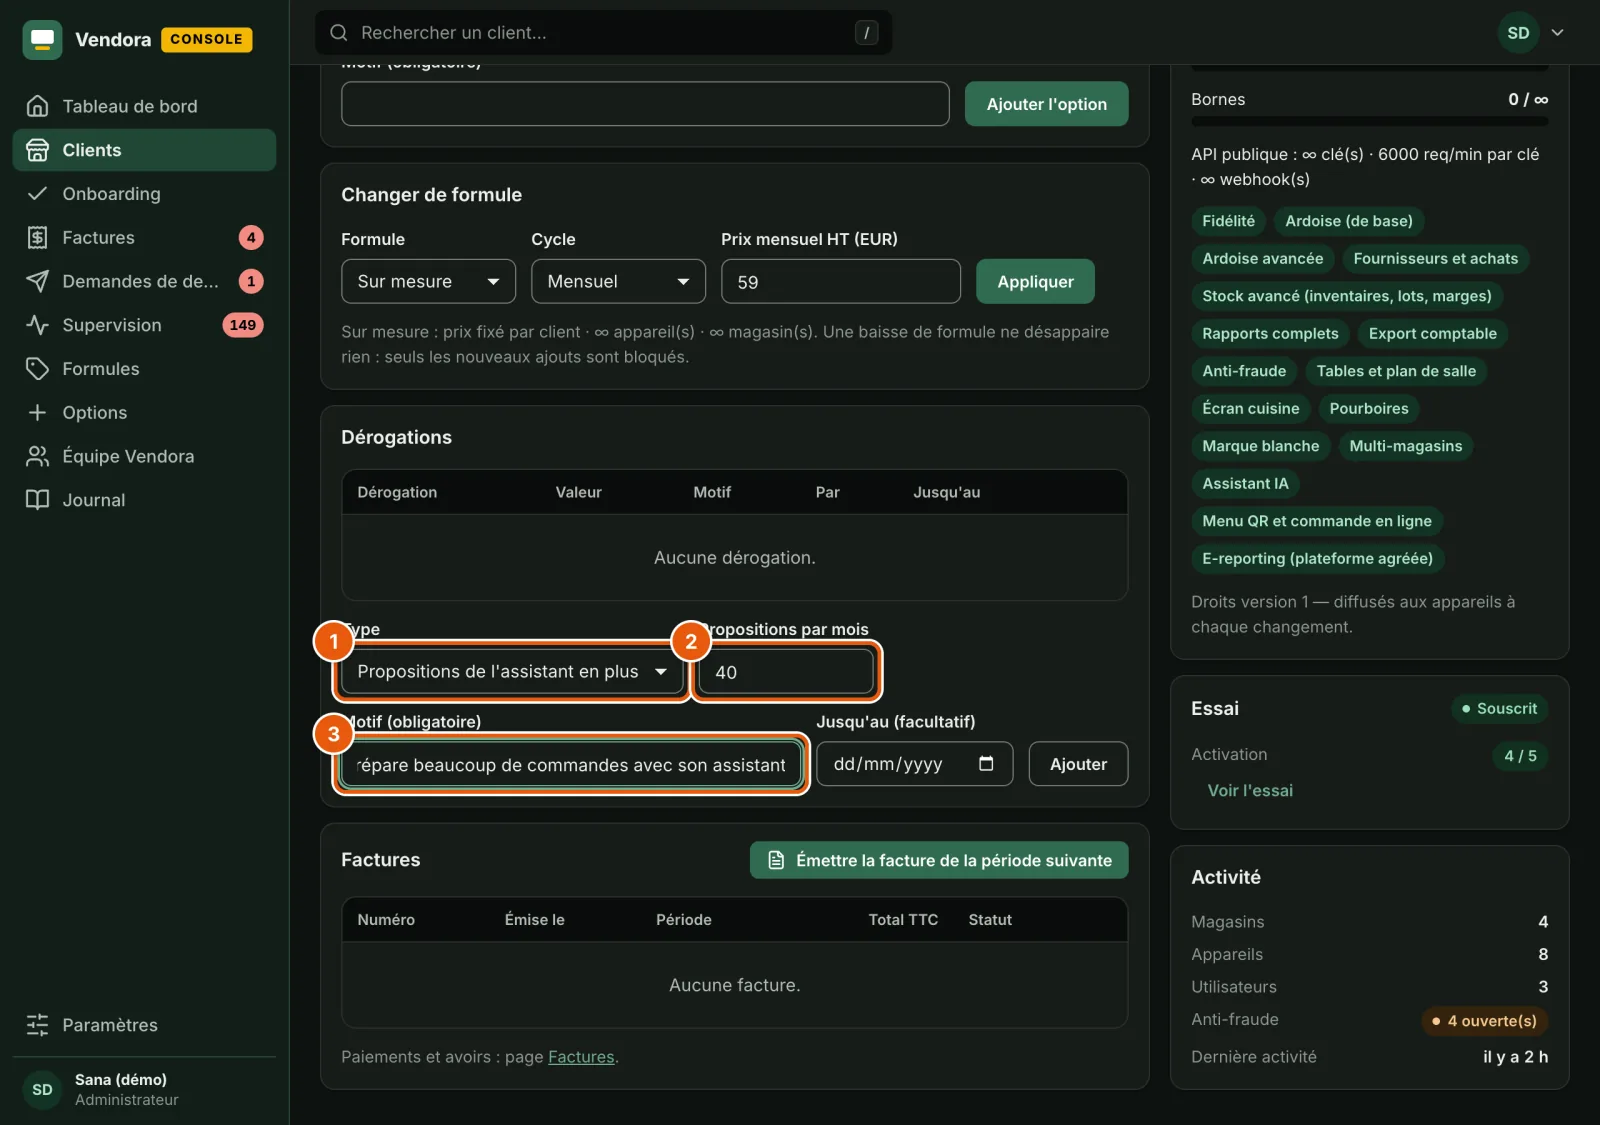 Vendora CONSOLE
Rechercher un client... /
SD
Tableau de bord
Clients
Onboarding
Factures 4
Demandes de de... 1
Supervision 149
Formules
Options
Équipe Vendora
Journal
Paramètres
SD Sana (démo)
Administrateur
Motif (obligatoire)
Ajouter l'option
Changer de formule
Formule Cycle Prix mensuel HT (EUR)
Sur mesure Mensuel 59 Appliquer
Sur mesure : prix fixé par client · ∞ appareil(s) · ∞ magasin(s). Une baisse de formule ne désappaire
rien : seuls les nouveaux ajouts sont bloqués.
Dérogations
Dérogation Valeur Motif Par Jusqu'au
Aucune dérogation.
1 Type 2 Propositions par mois
Propositions de l'assistant en plus 40
3 Motif (obligatoire) Jusqu'au (facultatif)
répare beaucoup de commandes avec son assistant dd/mm/yyyy Ajouter
Factures Émettre la facture de la période suivante
Numéro Émise le Période Total TTC Statut
Aucune facture.
Paiements et avoirs : page Factures.
Bornes 0 / ∞
API publique : ∞ clé(s) · 6000 req/min par clé
· ∞ webhook(s)
Fidélité Ardoise (de base)
Ardoise avancée Fournisseurs et achats
Stock avancé (inventaires, lots, marges)
Rapports complets Export comptable
Anti-fraude Tables et plan de salle
Écran cuisine Pourboires
Marque blanche Multi-magasins
Assistant IA
Menu QR et commande en ligne
E-reporting (plateforme agréée)
Droits version 1 — diffusés aux appareils à
chaque changement.
Essai Souscrit
Activation 4 / 5
Voir l'essai
Activité
Magasins 4
Appareils 8
Utilisateurs 3
Anti-fraude 4 ouverte(s)
Dernière activité il y a 2 h